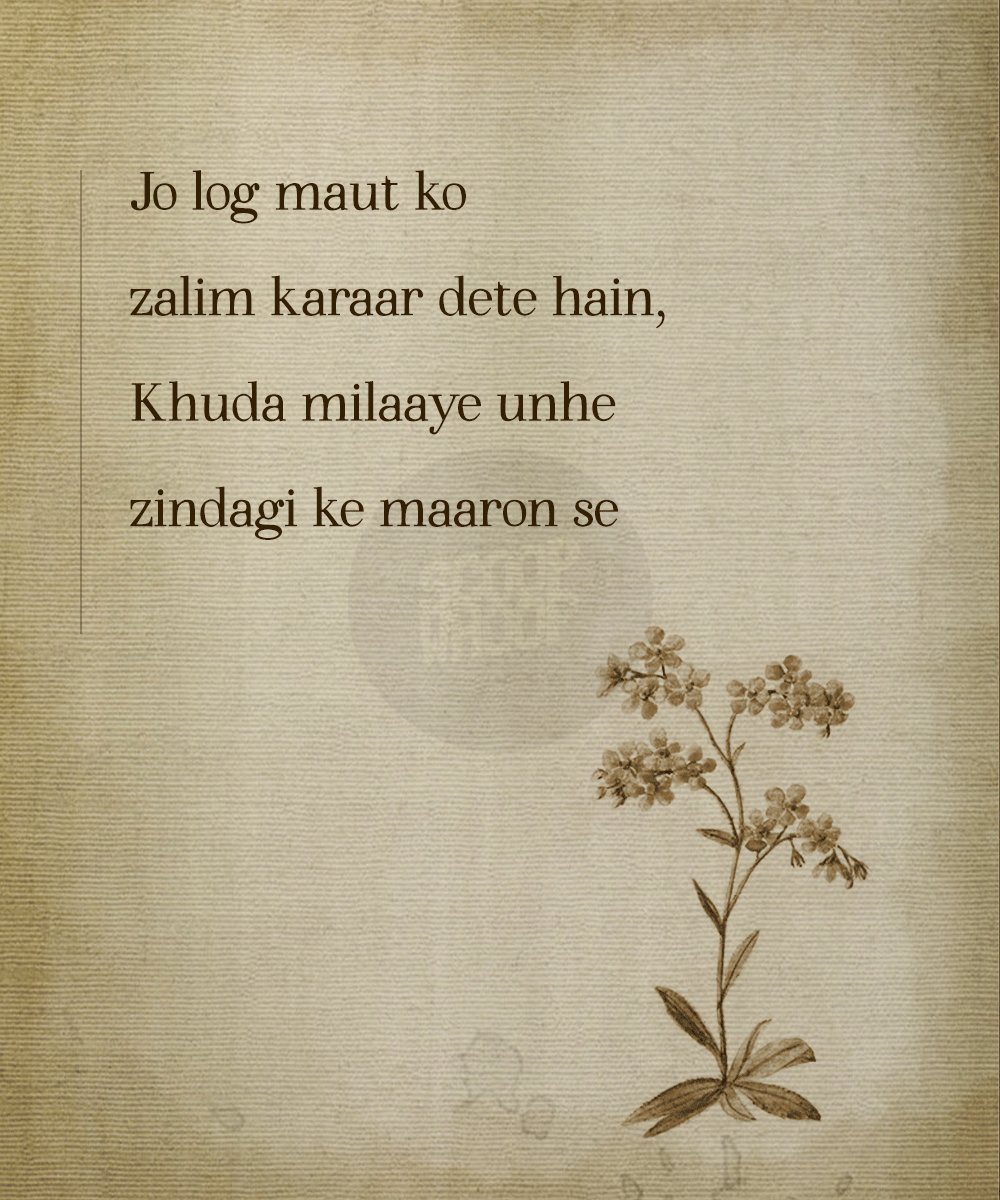 Jo log maut ko
zalim karaar dete hain,
Khuda milaaye unhe
zindagi ke maaron se